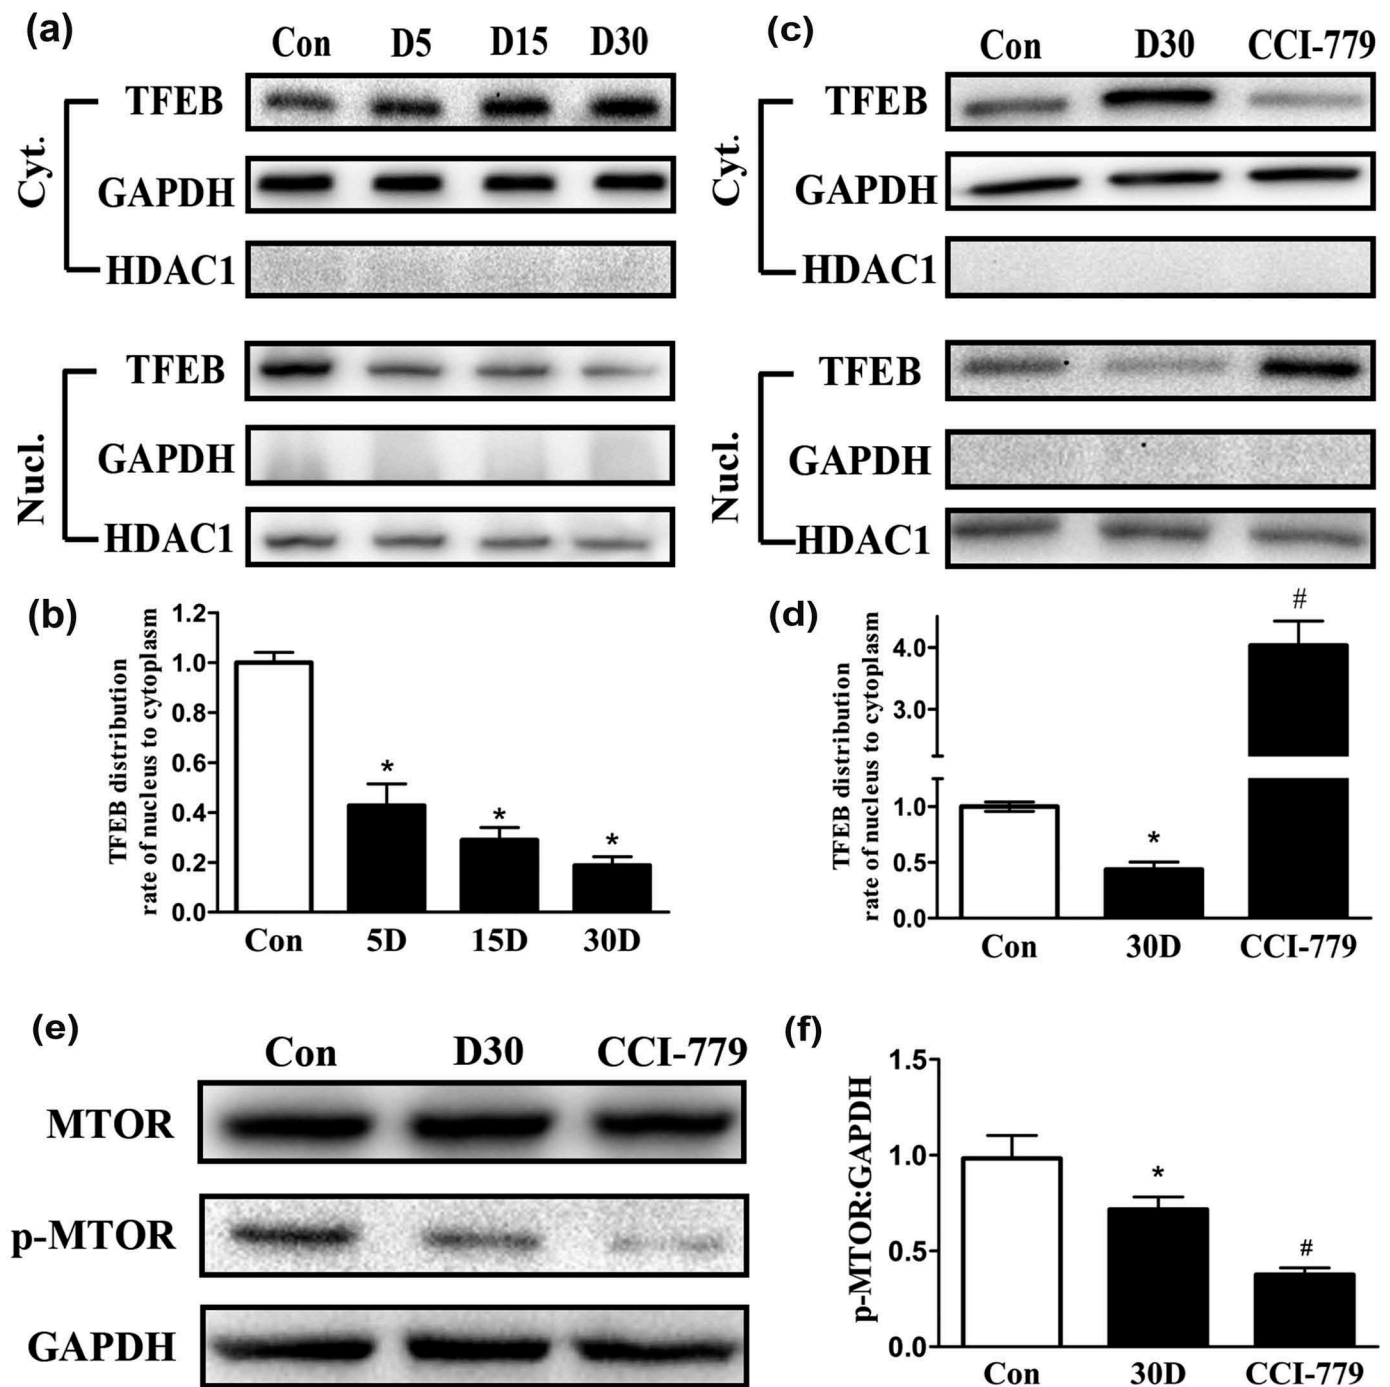 (a)
Con D5 D15 D30
Cyt.
TFEB
GAPDH
HDAC1
Nucl.
TFEB
GAPDH
HDAC1
(c)
Con D30 CCI-779
Cyt.
TFEB
GAPDH
HDAC1
Nucl.
TFEB
GAPDH
HDAC1
(b)
TFEB distribution
rate of nucleus to cytoplasm
1.2
1.0
0.8
0.6
0.4
0.2
0.0
*
*
*
Con 5D 15D 30D
(d)
TFEB distribution
rate of nucleus to cytoplasm
4.0
3.0
1.0
0.5
0.0
*
#
Con 30D CCI-779
(e)
Con D30 CCI-779
MTOR
p-MTOR
GAPDH
(f)
p-MTOR:GAPDH
1.5
1.0
0.5
0.0
*
#
Con 30D CCI-779